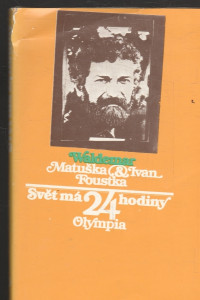 Waldemar
Matuška & Ivan
Foustka
Svět má 24 hodiny
Olympia